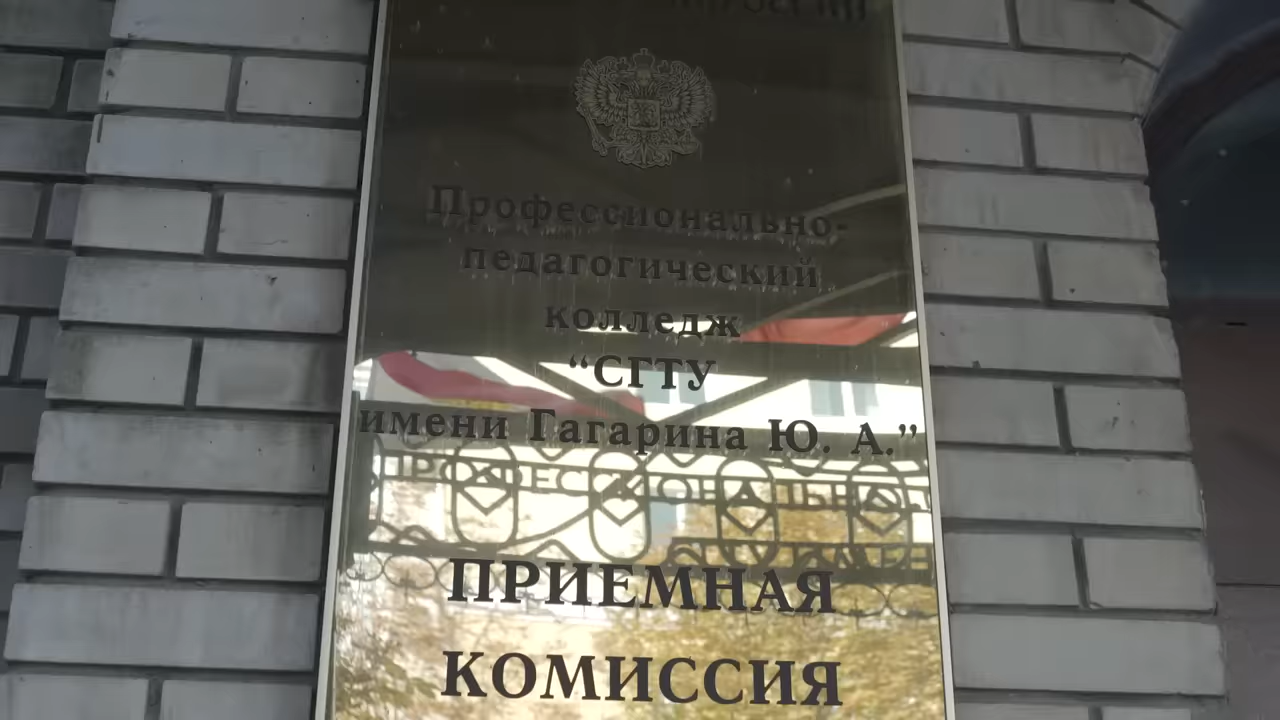 Профессионально-
педагогический
колледж
“СГТУ
имени Гагарина Ю. А.”
ПРИЕМНАЯ
КОМИССИЯ